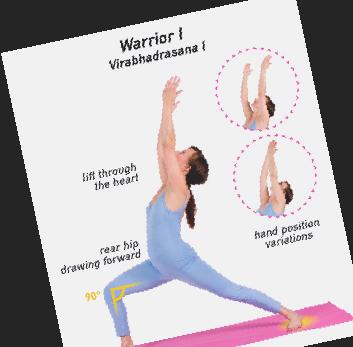 Warrior I
Virabhadrasana I
lift through
the heart
hand position
variations
rear hip
drawing forward
90°